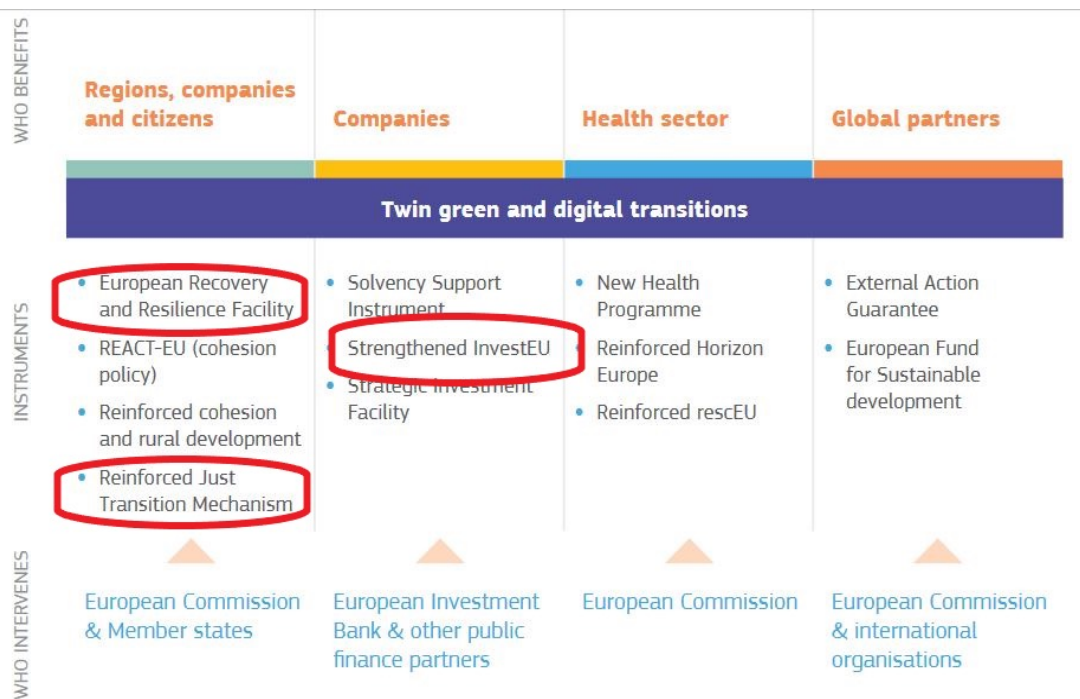 WHO BENEFITS
Regions, companies
and citizens
Companies
Health sector
Global partners
Twin green and digital transitions
INSTRUMENTS
• European Recovery
and Resilience Facility
• REACT-EU (cohesion
policy)
• Reinforced cohesion
and rural development
• Reinforced Just
Transition Mechanism
• Solvency Support
Instrument
• Strengthened InvestEU
• Strategic Investment
Facility
• New Health
Programme
• Reinforced Horizon
Europe
• Reinforced rescEU
• External Action
Guarantee
• European Fund
for Sustainable
development
WHO INTERVENES
European Commission
& Member states
European Investment
Bank & other public
finance partners
European Commission
European Commission
& international
organisations